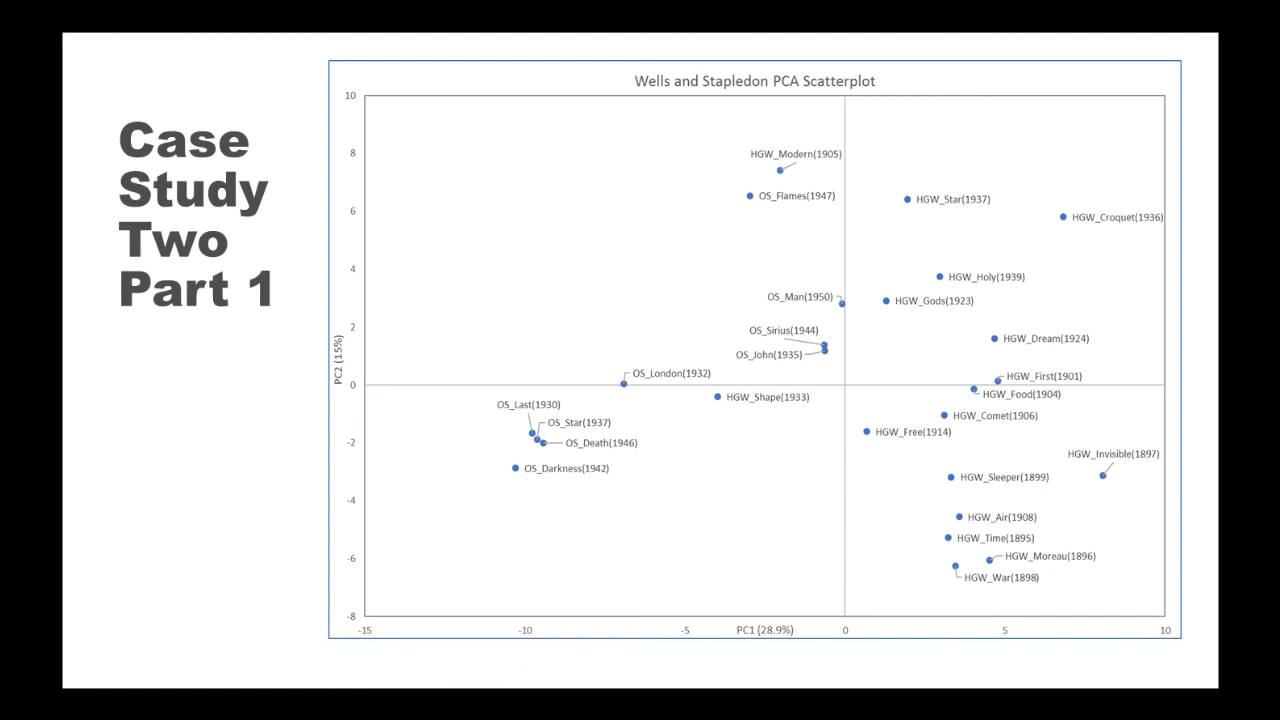 Case
Study
Two
Part 1
Wells and Stapledon PCA Scatterplot
10
8
6
4
2
0
-2
-4
-6
-8
PC2 (15%)
HGW_Modern(1905)
OS_Flames(1947)
HGW_Star(1937)
HGW_Croquet(1936)
HGW_Holy(1939)
OS_Man(1950)
HGW_Gods(1923)
OS_Sirius(1944)
HGW_Dream(1924)
OS_John(1935)
OS_London(1932)
HGW_First(1901)
HGW_Food(1904)
HGW_Shape(1933)
OS_Last(1930)
HGW_Comet(1906)
OS_Star(1937)
HGW_Free(1914)
OS_Death(1946)
HGW_Invisible(1897)
OS_Darkness(1942)
HGW_Sleeper(1899)
HGW_Air(1908)
HGW_Time(1895)
HGW_Moreau(1896)
HGW_War(1898)
-15
-10
-5
PC1 (28.9%)
0
5
10